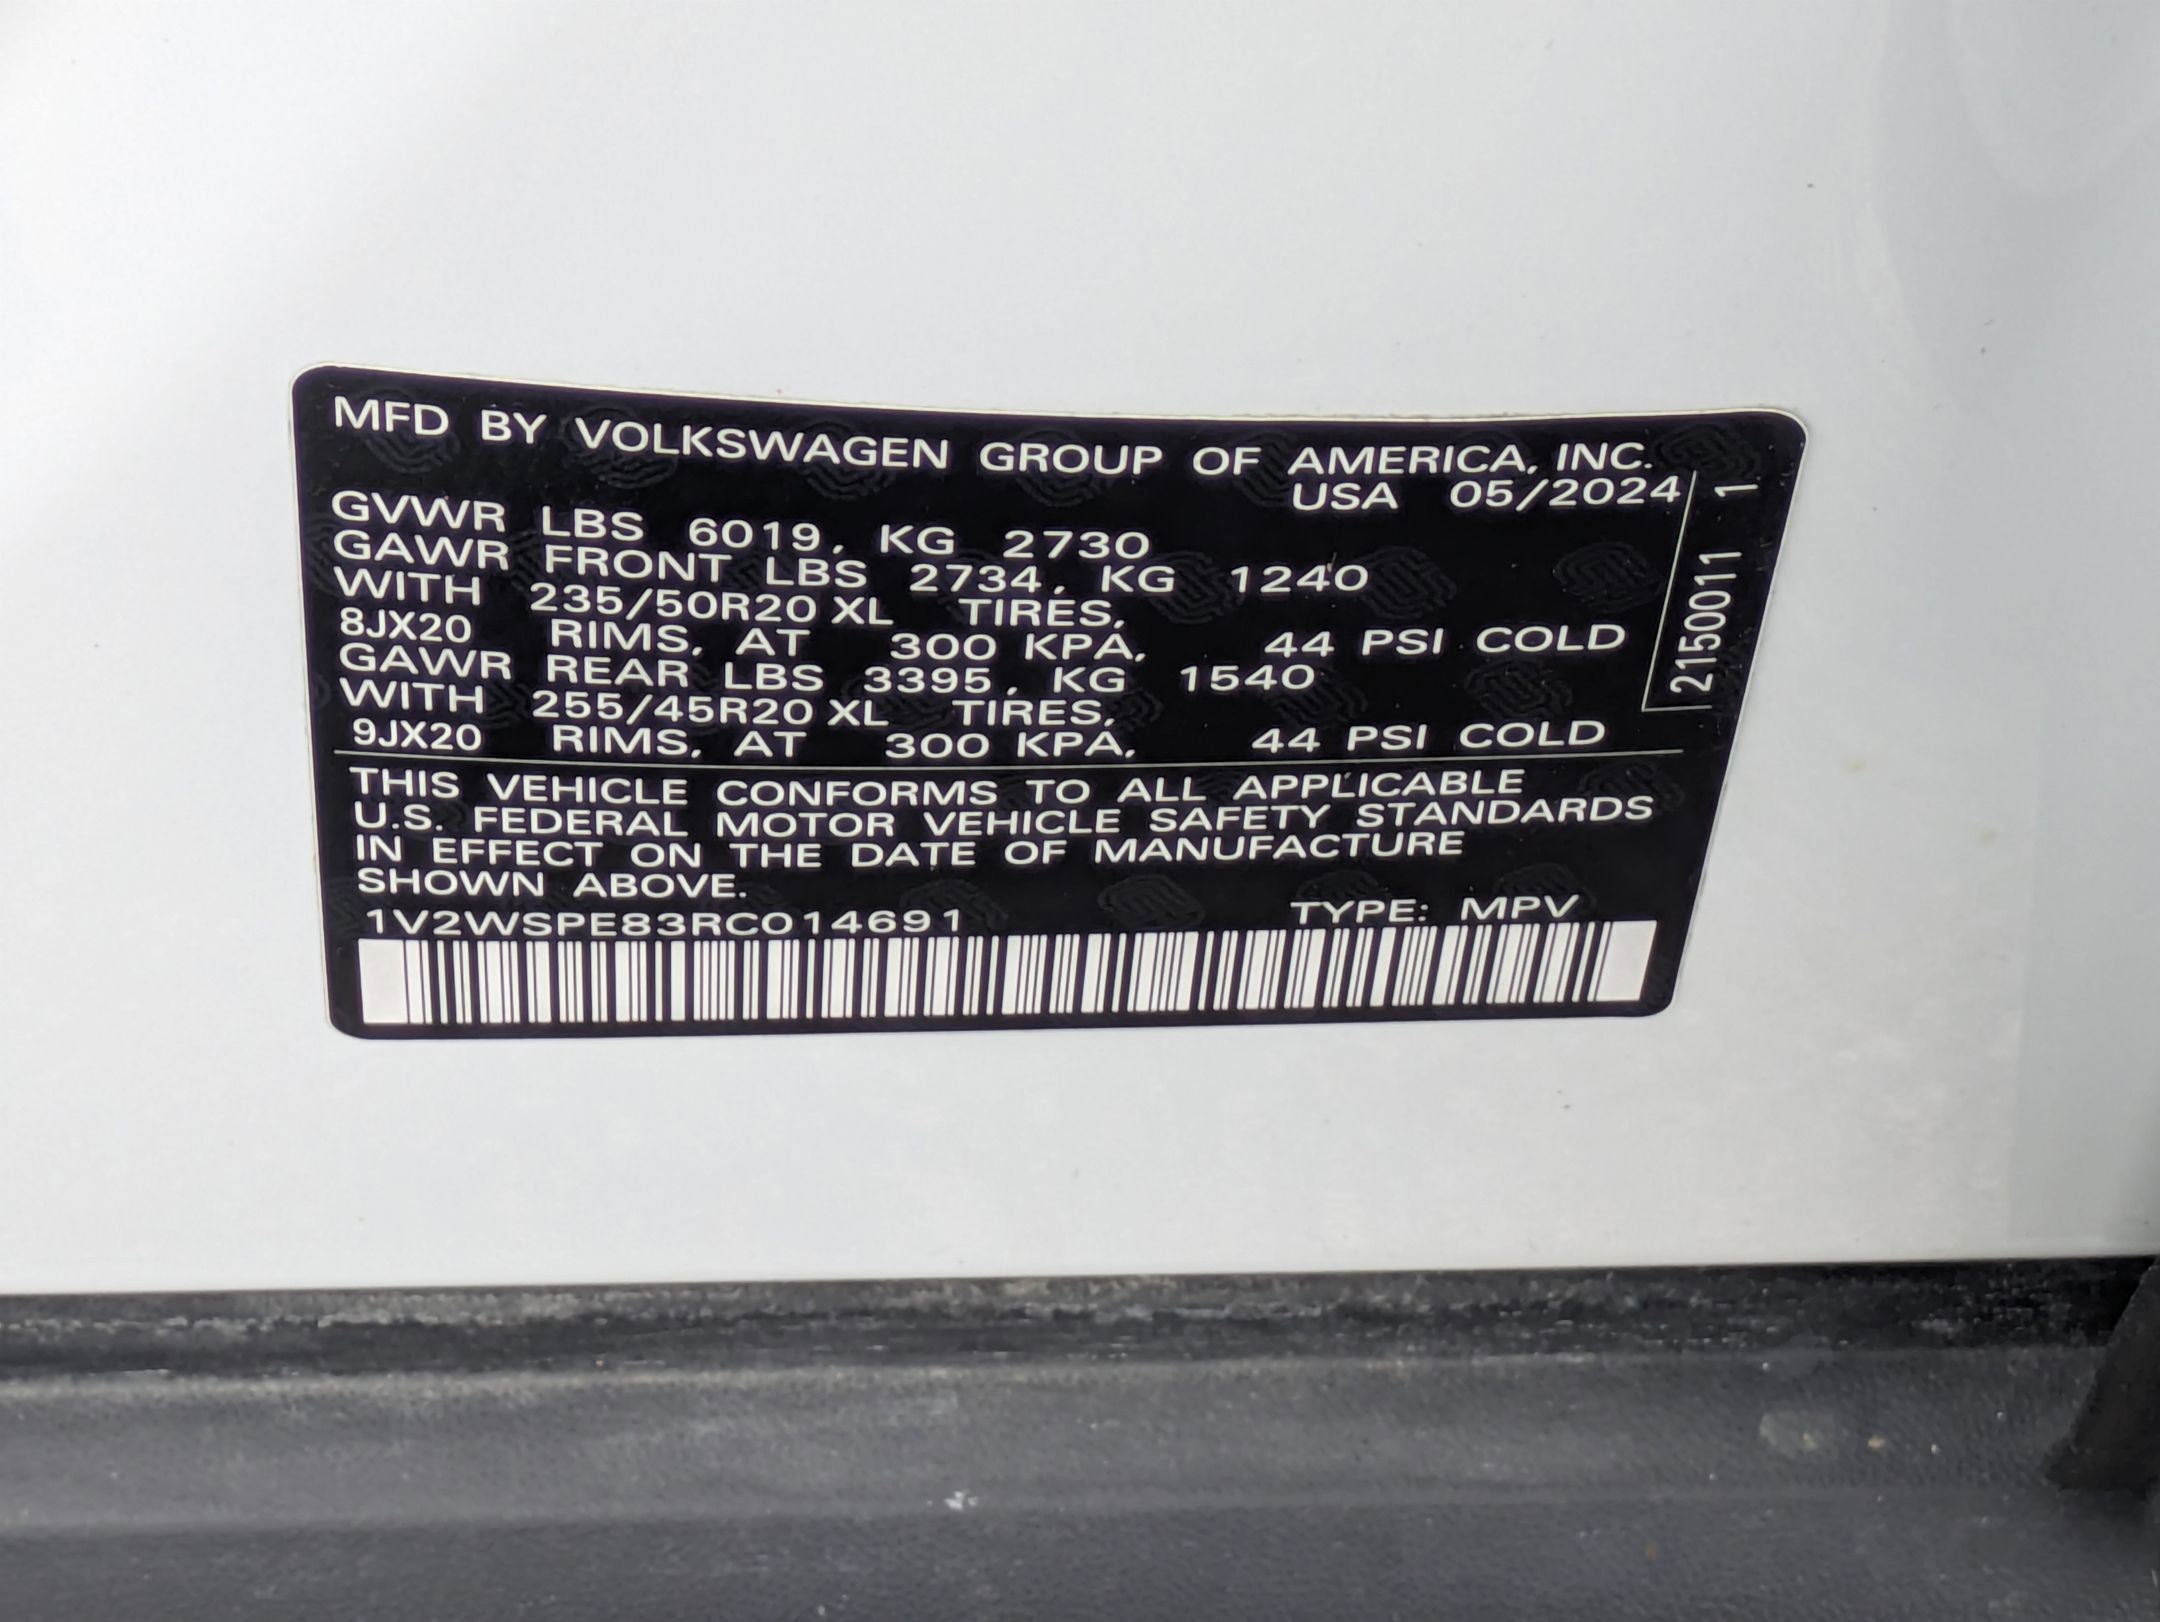 MFD BY VOLKSWAGEN GROUP OF AMERICA, INC.
USA 05/2024
GVWR LBS 6019, KG 2730
GAWR FRONT LBS 2734, KG 1240
WITH 235/50R20 XL TIRES,
8JX20 RIMS, AT 300 KPA, 44 PSI COLD
GAWR REAR LBS 3395, KG 1540
WITH 255/45R20 XL TIRES,
9JX20 RIMS, AT 300 KPA, 44 PSI COLD
2150011 1
THIS VEHICLE CONFORMS TO ALL APPLICABLE
U.S. FEDERAL MOTOR VEHICLE SAFETY STANDARDS
IN EFFECT ON THE DATE OF MANUFACTURE
SHOWN ABOVE.
1V2WSPE83RC014691 TYPE: MPV